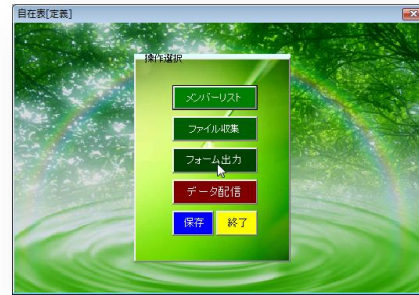 自在表[定義]
操作選択
メンバーリスト
ファイル収集
フォーム出力
データ配信
保存 終了